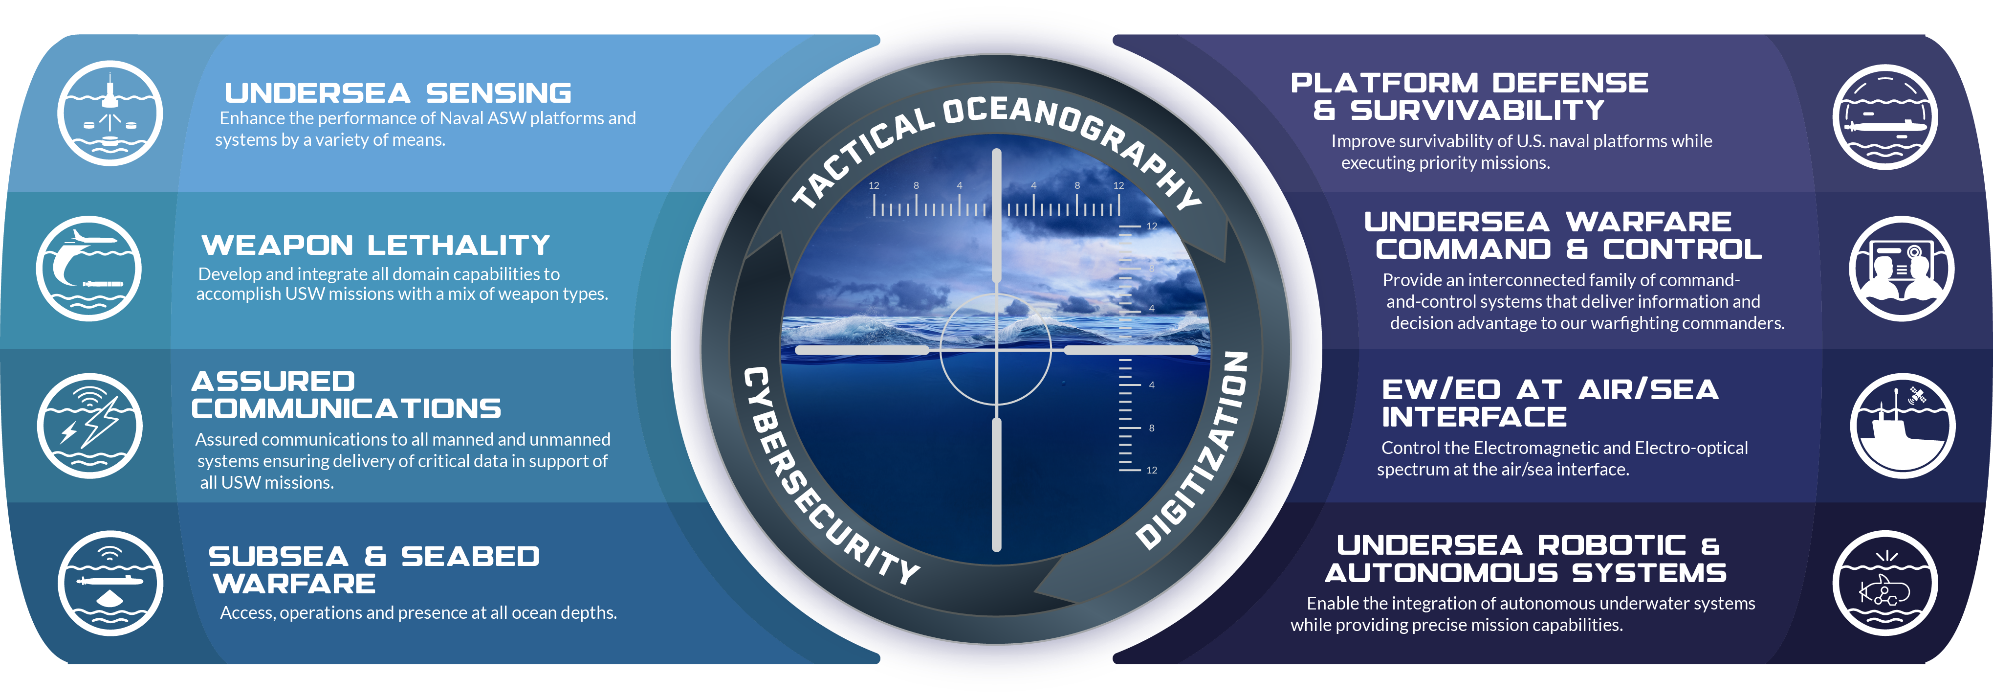 UNDERSEA SENSING
Enhance the performance of Naval ASW platforms and
systems by a variety of means.
WEAPON LETHALITY
Develop and integrate all domain capabilities to
accomplish USW missions with a mix of weapon types.
ASSURED
COMMUNICATIONS
Assured communications to all manned and unmanned
systems ensuring delivery of critical data in support of
all USW missions.
SUBSEA & SEABED
WARFARE
Access, operations and presence at all ocean depths.
TACTICAL OCEANOGRAPHY
DIGITIZATION
CYBERSECURITY
12 8 4 4 8 12
12
4
4
8
12
PLATFORM DEFENSE
& SURVIVABILITY
Improve survivability of U.S. naval platforms while
executing priority missions.
UNDERSEA WARFARE
COMMAND & CONTROL
Provide an interconnected family of command-
and-control systems that deliver information and
decision advantage to our warfighting commanders.
EW/EO AT AIR/SEA
INTERFACE
Control the Electromagnetic and Electro-optical
spectrum at the air/sea interface.
UNDERSEA ROBOTIC &
AUTONOMOUS SYSTEMS
Enable the integration of autonomous underwater systems
while providing precise mission capabilities.